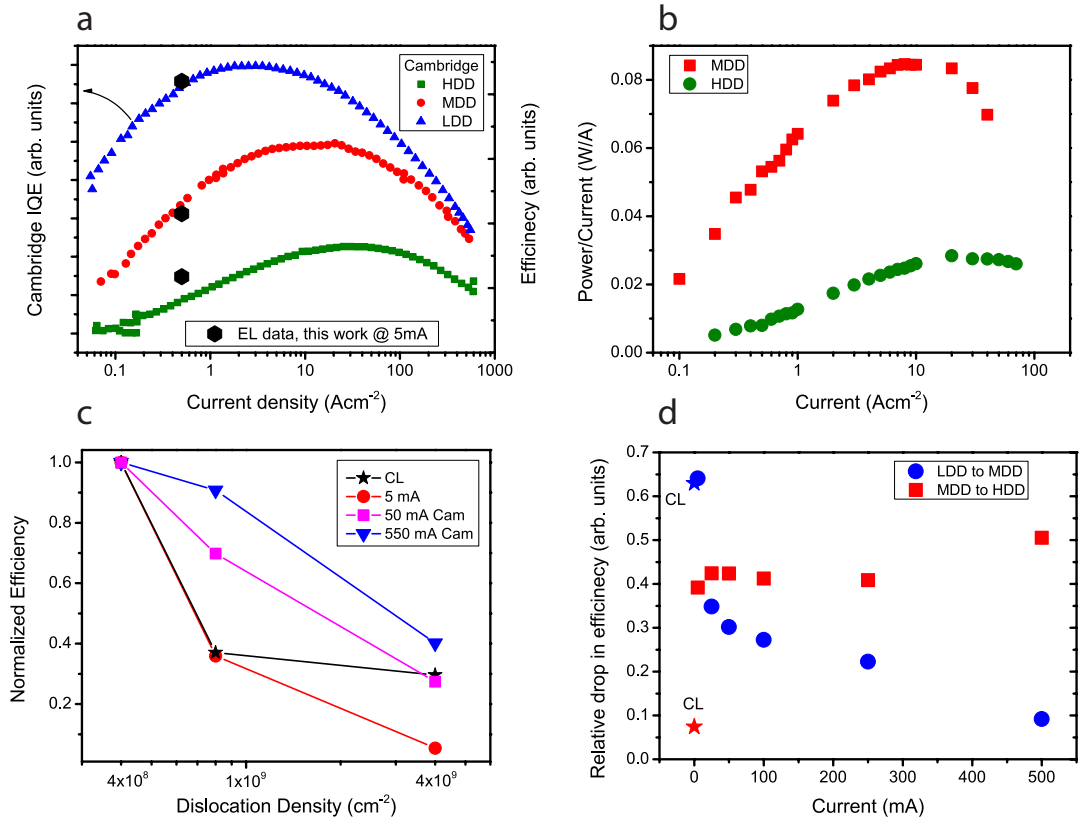 a
Cambridge IQE (arb. units)
Cambridge
HDD
MDD
LDD
Efficinecy (arb. units)
EL data, this work @ 5mA
0.1 1 10 100 1000
Current density (Acm⁻²)
b
Power/Current (W/A)
0.08
0.06
0.04
0.02
0.00
MDD
HDD
0.1 1 10 100
Current (Acm⁻²)
c
Normalized Efficiency
1.0
0.8
0.6
0.4
0.2
CL
5 mA
50 mA Cam
550 mA Cam
4x10⁸ 1x10⁹ 4x10⁹
Dislocation Density (cm⁻²)
d
Relative drop in efficinecy (arb. units)
0.7
0.6
0.5
0.4
0.3
0.2
0.1
0.0
LDD to MDD
MDD to HDD
CL
CL
0 100 200 300 400 500
Current (mA)